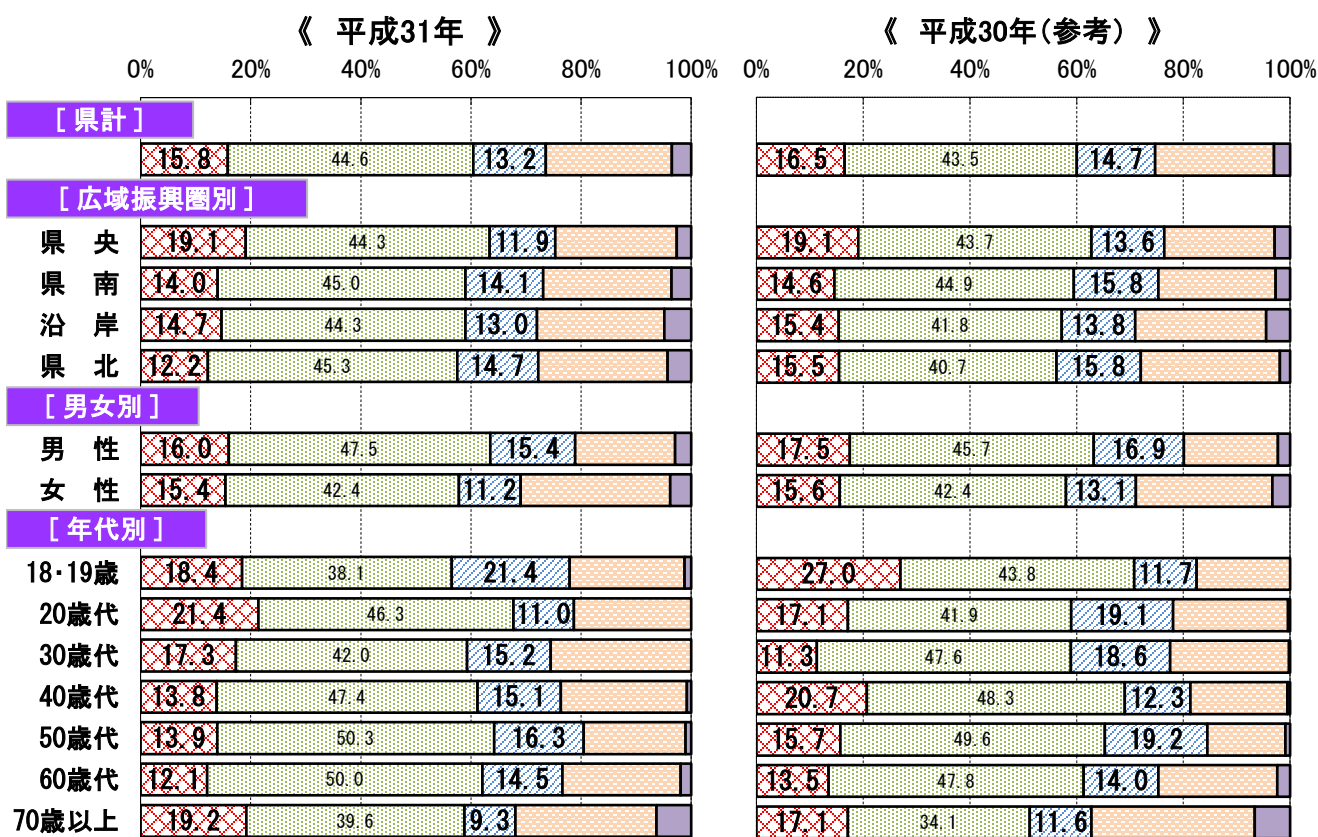 《 平成31年 》 《 平成30年(参考) 》
0% 20% 40% 60% 80% 100% 0% 20% 40% 60% 80% 100%
[ 県計 ]
15.8 44.6 13.2 16.5 43.5 14.7
[ 広域振興圏別 ]
県 央 19.1 44.3 11.9 19.1 43.7 13.6
県 南 14.0 45.0 14.1 14.6 44.9 15.8
沿 岸 14.7 44.3 13.0 15.4 41.8 13.8
県 北 12.2 45.3 14.7 15.5 40.7 15.8
[ 男女別 ]
男 性 16.0 47.5 15.4 17.5 45.7 16.9
女 性 15.4 42.4 11.2 15.6 42.4 13.1
[ 年代別 ]
18・19歳 18.4 38.1 21.4 27.0 43.8 11.7
20歳代 21.4 46.3 11.0 17.1 41.9 19.1
30歳代 17.3 42.0 15.2 11.3 47.6 18.6
40歳代 13.8 47.4 15.1 20.7 48.3 12.3
50歳代 13.9 50.3 16.3 15.7 49.6 19.2
60歳代 12.1 50.0 14.5 13.5 47.8 14.0
70歳以上 19.2 39.6 9.3 17.1 34.1 11.6